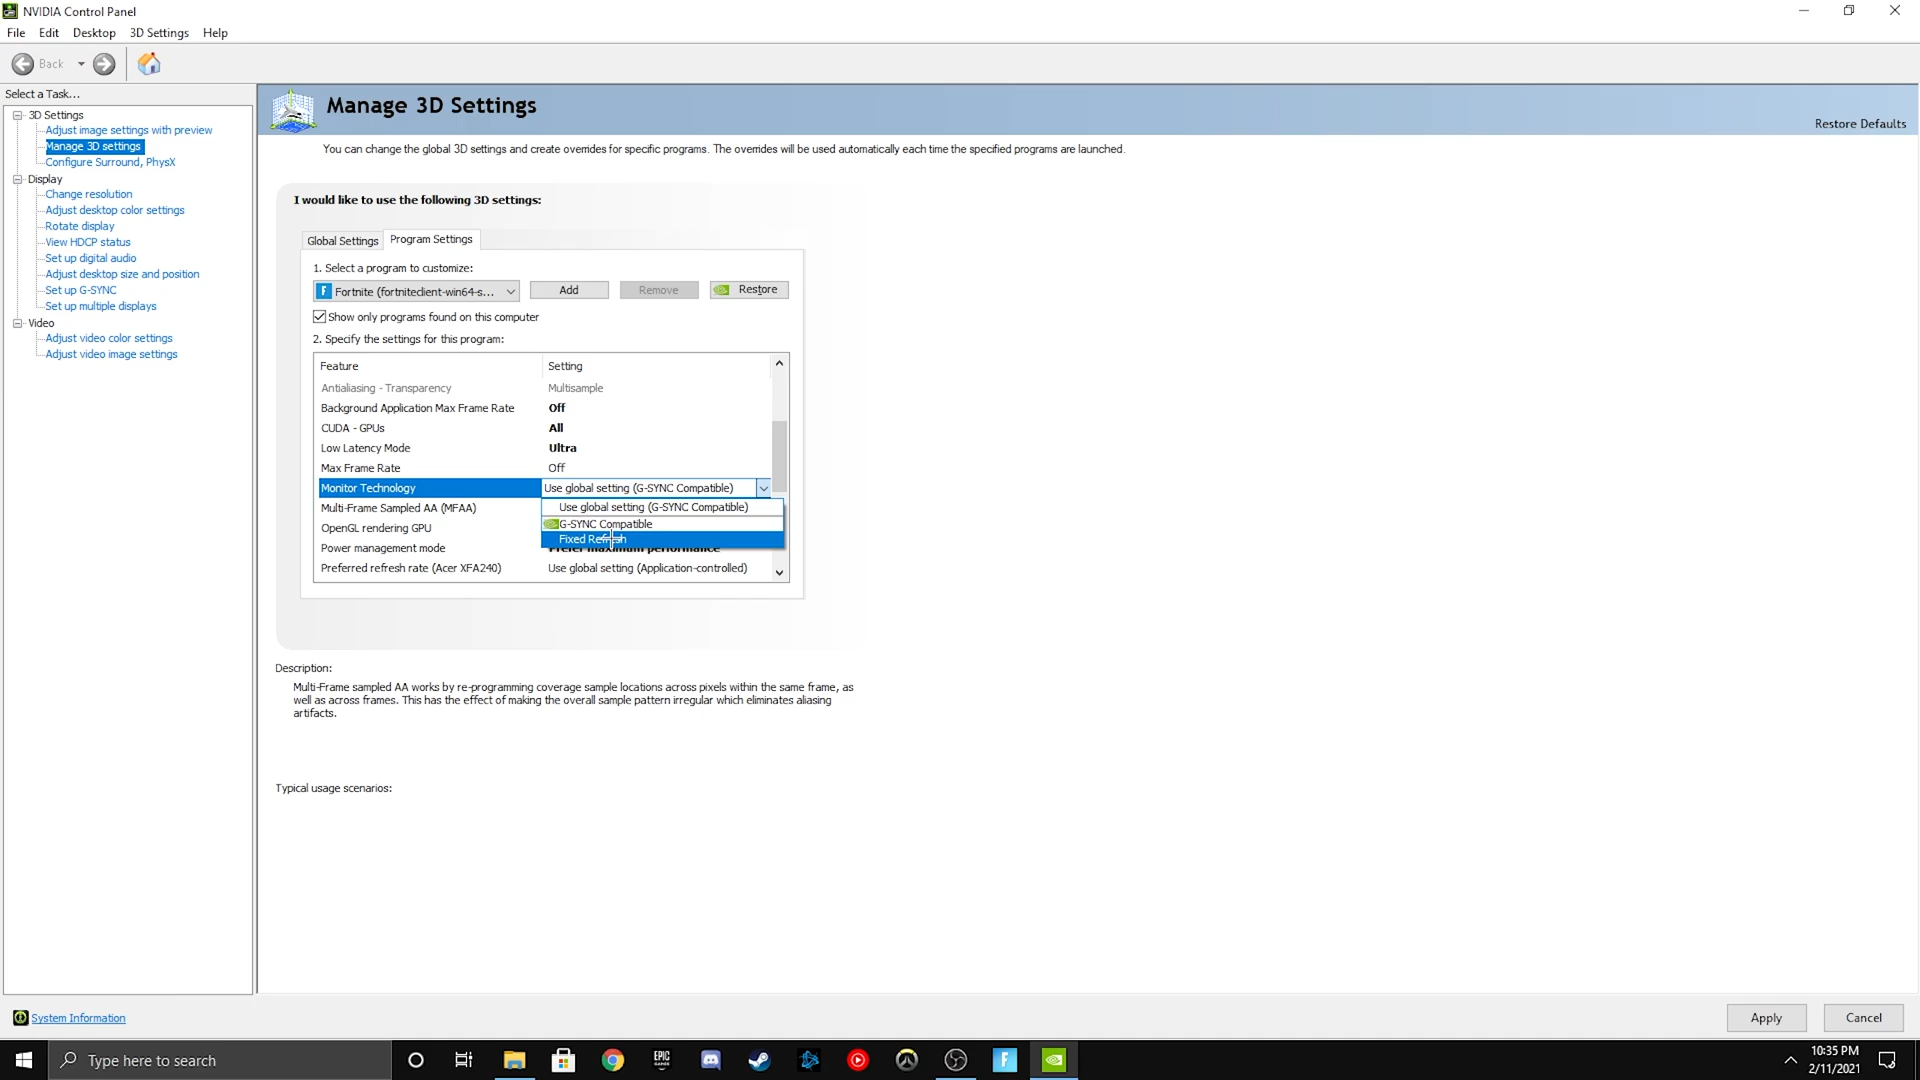 NVIDIA Control Panel
File Edit Desktop 3D Settings Help
Back
Select a Task...
3D Settings
Adjust image settings with preview
Manage 3D settings
Configure Surround, PhysX
Display
Change resolution
Adjust desktop color settings
Rotate display
View HDCP status
Set up digital audio
Adjust desktop size and position
Set up G-SYNC
Set up multiple displays
Video
Adjust video color settings
Adjust video image settings
System Information
Manage 3D Settings
Restore Defaults
You can change the global 3D settings and create overrides for specific programs. The overrides will be used automatically each time the specified programs are launched.
I would like to use the following 3D settings:
Global Settings Program Settings
1. Select a program to customize:
Fortnite (fortniteclient-win64-s... Add Remove Restore
Show only programs found on this computer
2. Specify the settings for this program:
Feature Setting
Antialiasing - Transparency Multisample
Background Application Max Frame Rate Off
CUDA - GPUs All
Low Latency Mode Ultra
Max Frame Rate Off
Monitor Technology Use global setting (G-SYNC Compatible)
Use global setting (G-SYNC Compatible)
Multi-Frame Sampled AA (MFAA)
G-SYNC Compatible
OpenGL rendering GPU
Fixed Refresh
Power management mode Prefer maximum performance
Preferred refresh rate (Acer XFA240) Use global setting (Application-controlled)
Description:
Multi-Frame sampled AA works by re-programming coverage sample locations across pixels within the same frame, as
well as across frames. This has the effect of making the overall sample pattern irregular which eliminates aliasing
artifacts.
Typical usage scenarios:
Apply Cancel
Type here to search
EPIC
GAMES
F
10:35 PM
2/11/2021